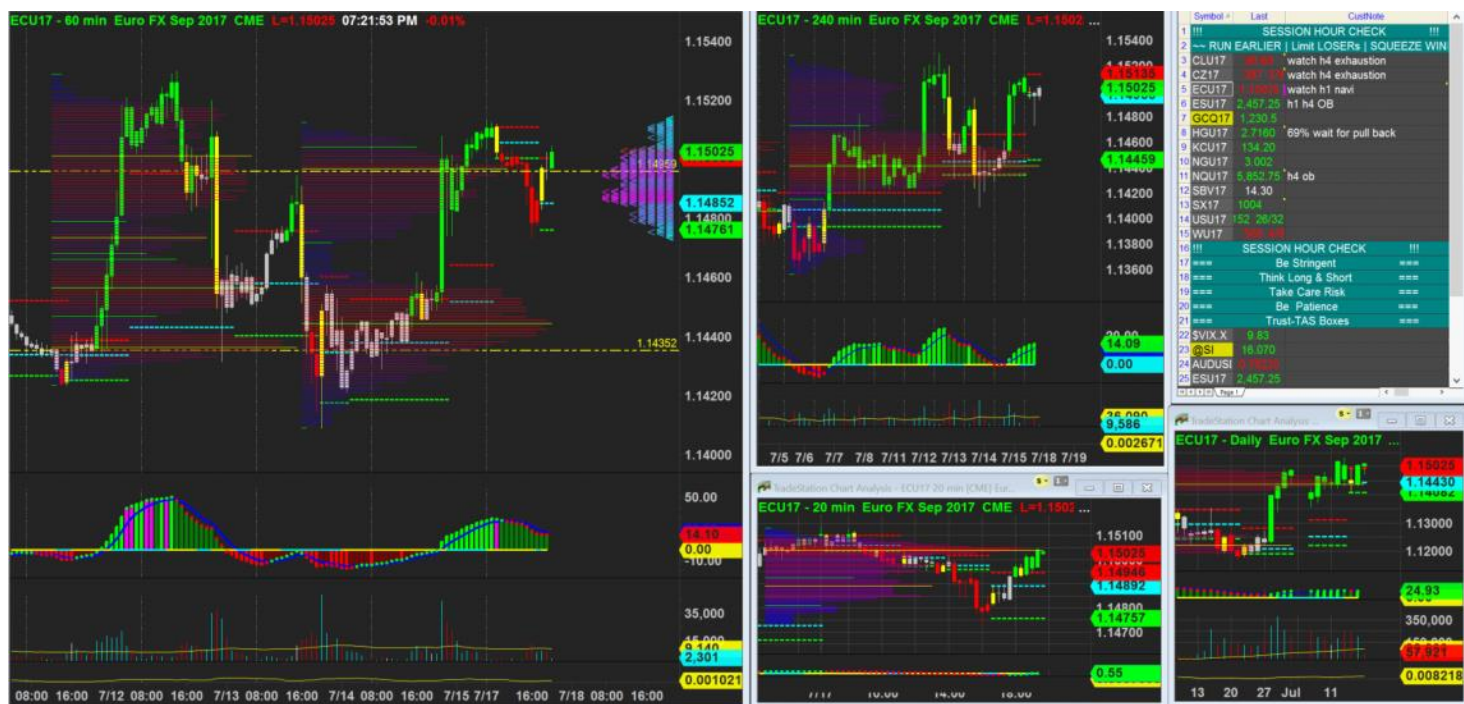 ECU17 - 60 min Euro FX Sep 2017 CME L=1.15025 07:21:53 PM -0.01%
1.15400
1.15200
1.15025
1.14959
1.14852
1.14800
1.14761
1.14600
1.14400
1.14352
1.14200
1.14000
50.00
14.10
0.00
-10.00
35,000
9,140
2,301
0.001021
08:00 16:00 7/12 08:00 16:00 7/13 08:00 16:00 7/14 08:00 16:00 7/15 7/17 16:00 7/18 08:00 16:00
ECU17 - 240 min Euro FX Sep 2017 CME L=1.1502 ...
1.15400
1.15135
1.15025
1.14800
1.14600
1.14459
1.14200
1.14000
1.13800
1.13600
14.09
0.00
9,586
0.002671
7/5 7/6 7/7 7/8 7/11 7/12 7/13 7/14 7/15 7/18 7/19
TradeStation Chart Analysis - ECU17 20 min [CME] Eur...
ECU17 - 20 min Euro FX Sep 2017 CME L=1.1502 ...
1.15100
1.15025
1.14946
1.14892
1.14800
1.14757
1.14700
0.55
7/17 10:00 14:00 18:00
Symbol Last CustNote
1 !!! SESSION HOUR CHECK !!!
2 ~~ RUN EARLIER | Limit LOSERs | SQUEEZE WIN
3 CLU17 watch h4 exhaustion
4 CZ17 watch h4 exhaustion
5 ECU17 watch h1 navi
6 ESU17 2,457.25 h1 h4 OB
7 GCQ17 1,230.5
8 HGU17 2.7160 69% wait for pull back
9 KCU17 134.20
10 NGU17 3.002
11 NQU17 5,852.75 h4 ob
12 SBV17 14.30
13 SX17 1004
14 USU17 152 26/32
15 WU17
16 !!! SESSION HOUR CHECK !!!
17 === Be Stringent ===
18 === Think Long & Short ===
19 === Take Care Risk ===
20 === Be Patience ===
21 === Trust-TAS Boxes ===
22 $VIX.X 9.83
23 @SI 16.070
24 AUDUSI
25 ESU17 2,457.25
Page 1
TradeStation Chart Analysis ...
ECU17 - Daily Euro FX Sep 2017 ...
1.15025
1.14430
1.14082
1.13000
1.12000
24.93
350,000
57,921
0.008218
13 20 27 Jul 11